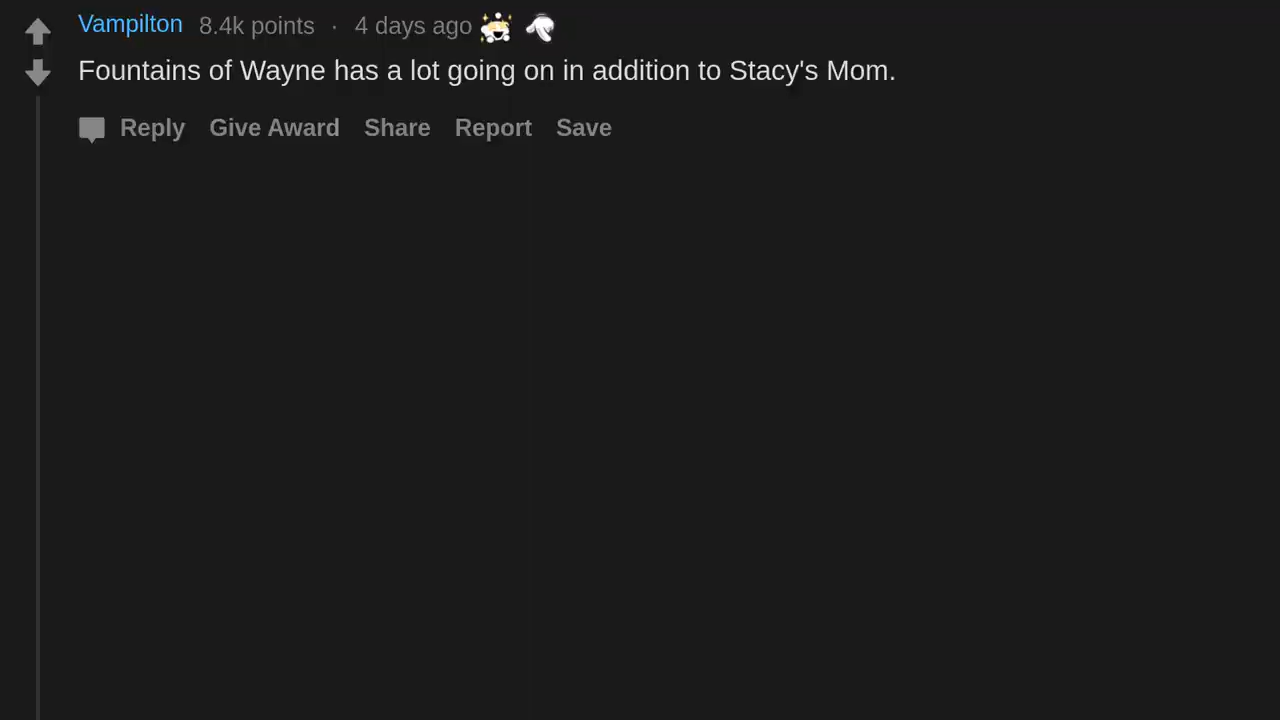 Vampilton 8.4k points · 4 days ago
Fountains of Wayne has a lot going on in addition to Stacy's Mom.
Reply Give Award Share Report Save